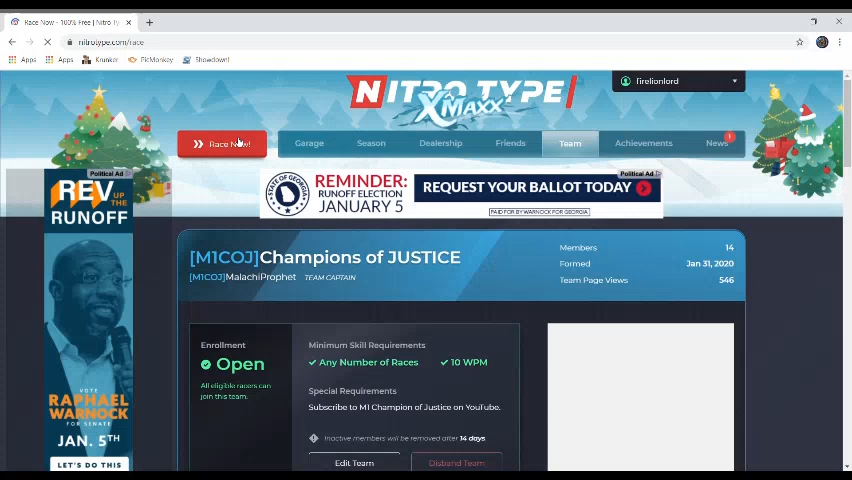 Race Now - 100% Free | Nitro Ty
nitrotype.com/race
Apps Apps Krunker PicMonkey Showdown!
NITRO TYPE
XMAXX
firelionlord
Race Now! Garage Season Dealership Friends Team Achievements News 1
Political Ad
REV
UP THE
RUNOFF
VOTE
RAPHAEL
WARNOCK
FOR SENATE
JAN. 5TH
LET'S DO THIS
STATE OF GEORGIA
REMINDER:
RUNOFF ELECTION
JANUARY 5
REQUEST YOUR BALLOT TODAY
Political Ad
PAID FOR BY WARNOCK FOR GEORGIA
[M1COJ]Champions of JUSTICE
[M1COJ]MalachiProphet TEAM CAPTAIN
Members 14
Formed Jan 31, 2020
Team Page Views 546
Enrollment
Open
All eligible racers can
join this team.
Minimum Skill Requirements
Any Number of Races 10 WPM
Special Requirements
Subscribe to M1 Champion of Justice on YouTube.
Inactive members will be removed after 14 days
Edit Team Disband Team